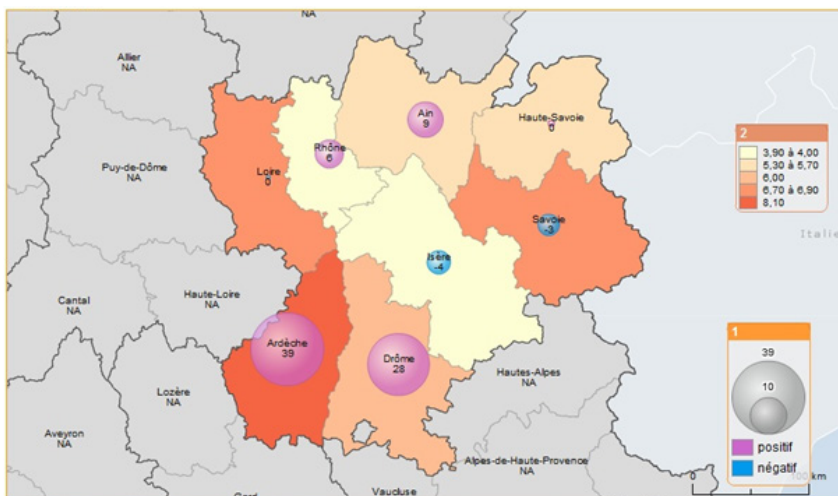 NA
Allier
NA
Ain
9
Haute-Savoie
0
Rhône
6
Puy-de-Dôme
NA
Loire
0
Savoie
-3
Isère
-4
Italie
Cantal
NA
Haute-Loire
NA
Ardèche
39
Drôme
28
Hautes-Alpes
NA
Lozère
NA
Aveyron
NA
Alpes-de-Haute-Provence
NA
Vaucluse
2
3,90 à 4,00
5,30 à 5,70
6,00
6,70 à 6,90
8,10
1
39
10
positif
négatif
0
100 km